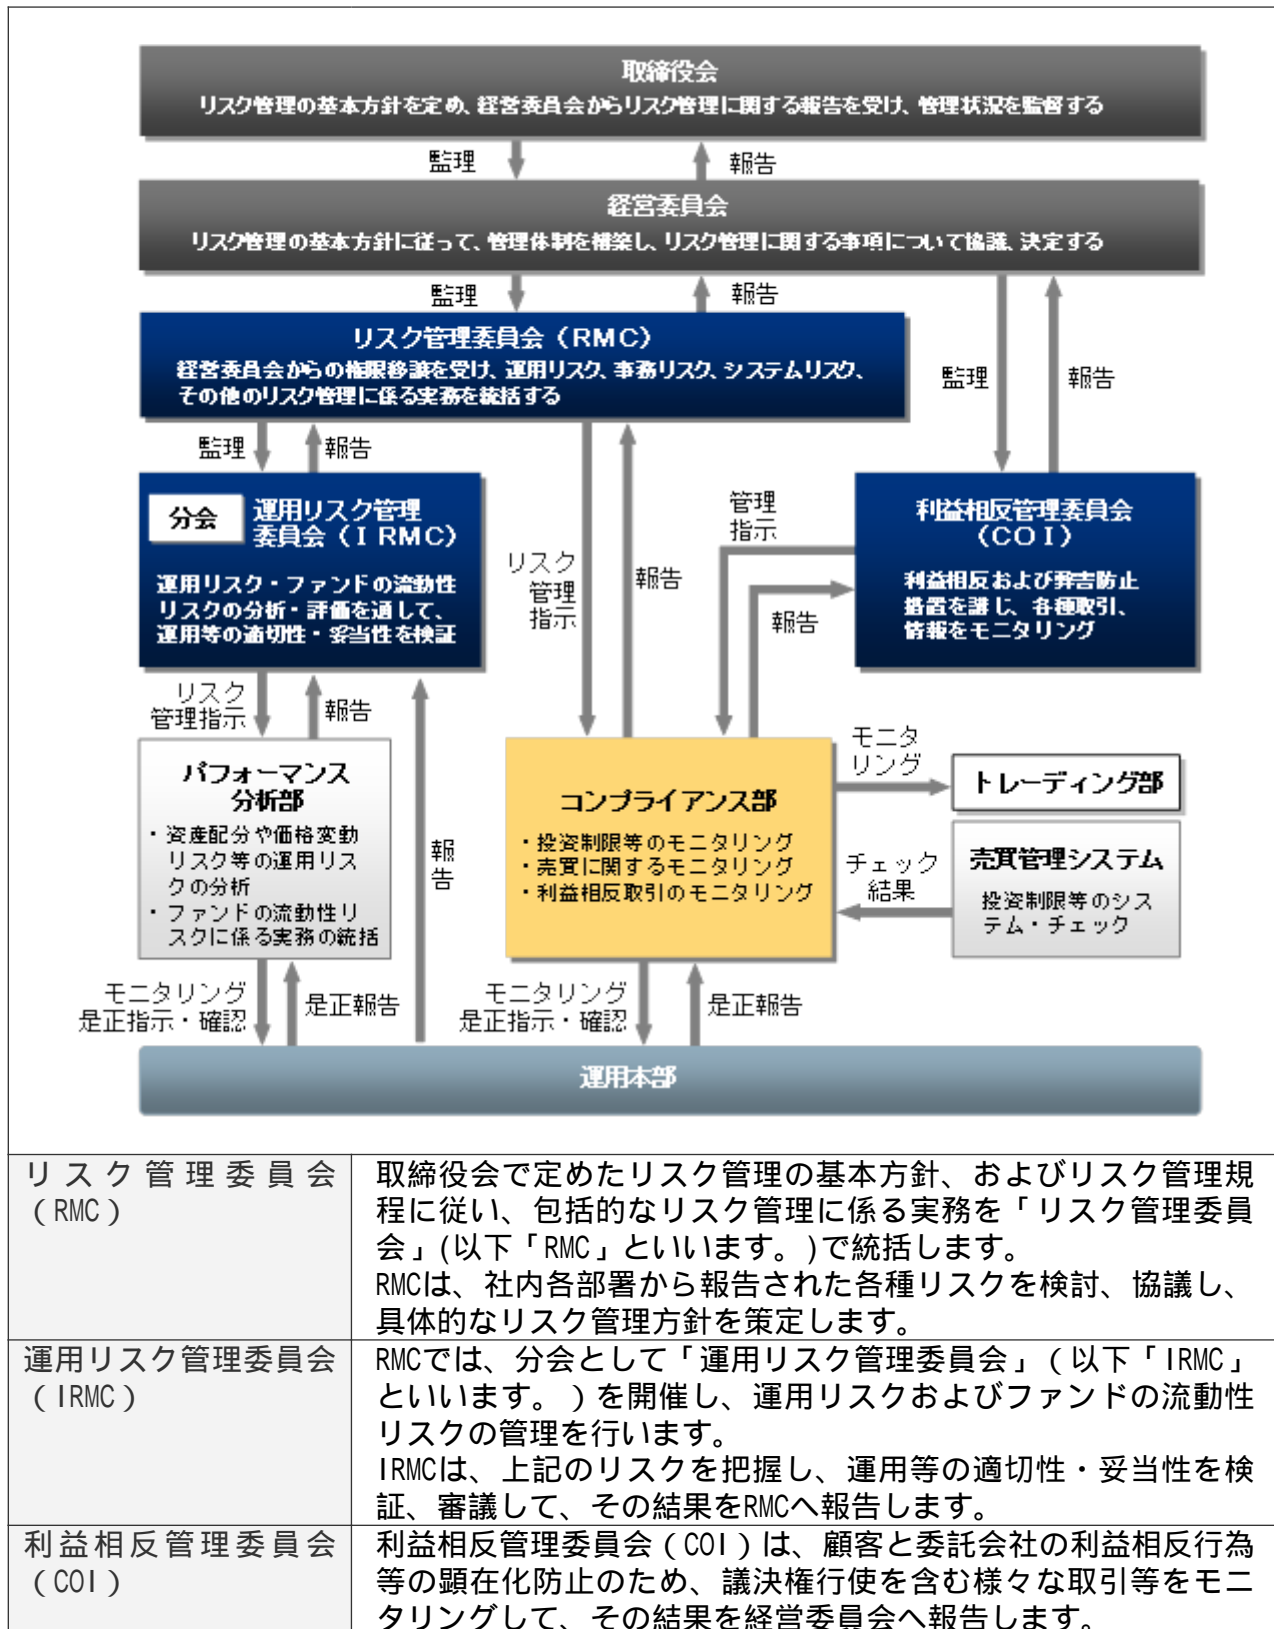 取締役会
リスク管理の基本方針を定め、経営委員会からリスク管理に関する報告を受け、管理状況を監督する
監理
報告
経営委員会
リスク管理の基本方針に従って、管理体制を構築し、リスク管理に関する事項について協議、決定する
監理
報告
リスク管理委員会（RMC）
経営委員会からの権限移譲を受け、運用リスク、事務リスク、システムリスク、
その他のリスク管理に係る実務を統括する
監理
報告
監理
報告
分会
運用リスク管理
委員会（IRMC）
運用リスク・ファンドの流動性
リスクの分析・評価を通して、
運用等の適切性・妥当性を検証
リスク
管理
指示
報告
管理
指示
報告
利益相反管理委員会
（COI）
利益相反および弊害防止
措置を講じ、各種取引、
情報をモニタリング
リスク
管理指示
報告
パフォーマンス
分析部
・資産配分や価格変動
リスク等の運用リス
クの分析
・ファンドの流動性リ
スクに係る実務の統括
報
告
コンプライアンス部
・投資制限等のモニタリング
・売買に関するモニタリング
・利益相反取引のモニタリング
モニタ
リング
トレーディング部
チェック
結果
売買管理システム
投資制限等のシス
テム・チェック
モニタリング
是正指示・確認
是正報告
モニタリング
是正指示・確認
是正報告
運用本部
リスク管理委員会
（RMC）
取締役会で定めたリスク管理の基本方針、およびリスク管理規
程に従い、包括的なリスク管理に係る実務を「リスク管理委員
会」(以下「RMC」といいます。)で統括します。
RMCは、社内各部署から報告された各種リスクを検討、協議し、
具体的なリスク管理方針を策定します。
運用リスク管理委員会
（IRMC）
RMCでは、分会として「運用リスク管理委員会」（以下「IRMC」
といいます。）を開催し、運用リスクおよびファンドの流動性
リスクの管理を行います。
IRMCは、上記のリスクを把握し、運用等の適切性・妥当性を検
証、審議して、その結果をRMCへ報告します。
利益相反管理委員会
（COI）
利益相反管理委員会（COI）は、顧客と委託会社の利益相反行為
等の顕在化防止のため、議決権行使を含む様々な取引等をモニ
タリングして、その結果を経営委員会へ報告します。